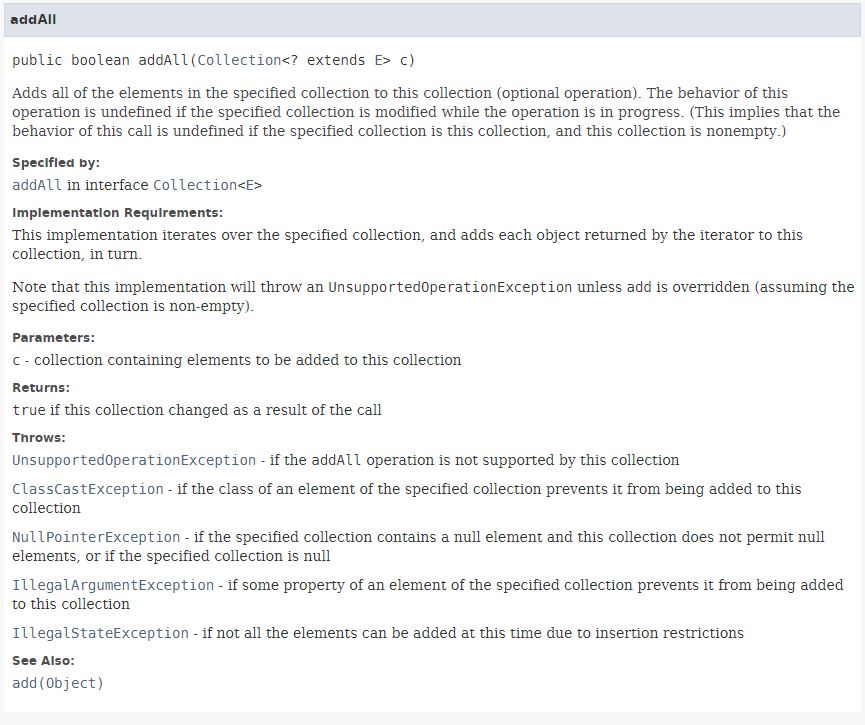 addAll
public boolean addAll(Collection<? extends E> c)
Adds all of the elements in the specified collection to this collection (optional operation). The behavior of this
operation is undefined if the specified collection is modified while the operation is in progress. (This implies that the
behavior of this call is undefined if the specified collection is this collection, and this collection is nonempty.)
Specified by:
addAll in interface Collection<E>
Implementation Requirements:
This implementation iterates over the specified collection, and adds each object returned by the iterator to this
collection, in turn.
Note that this implementation will throw an UnsupportedOperationException unless add is overridden (assuming the
specified collection is non-empty).
Parameters:
c - collection containing elements to be added to this collection
Returns:
true if this collection changed as a result of the call
Throws:
UnsupportedOperationException - if the addAll operation is not supported by this collection
ClassCastException - if the class of an element of the specified collection prevents it from being added to this
collection
NullPointerException - if the specified collection contains a null element and this collection does not permit null
elements, or if the specified collection is null
IllegalArgumentException - if some property of an element of the specified collection prevents it from being added
to this collection
IllegalStateException - if not all the elements can be added at this time due to insertion restrictions
See Also:
add(Object)